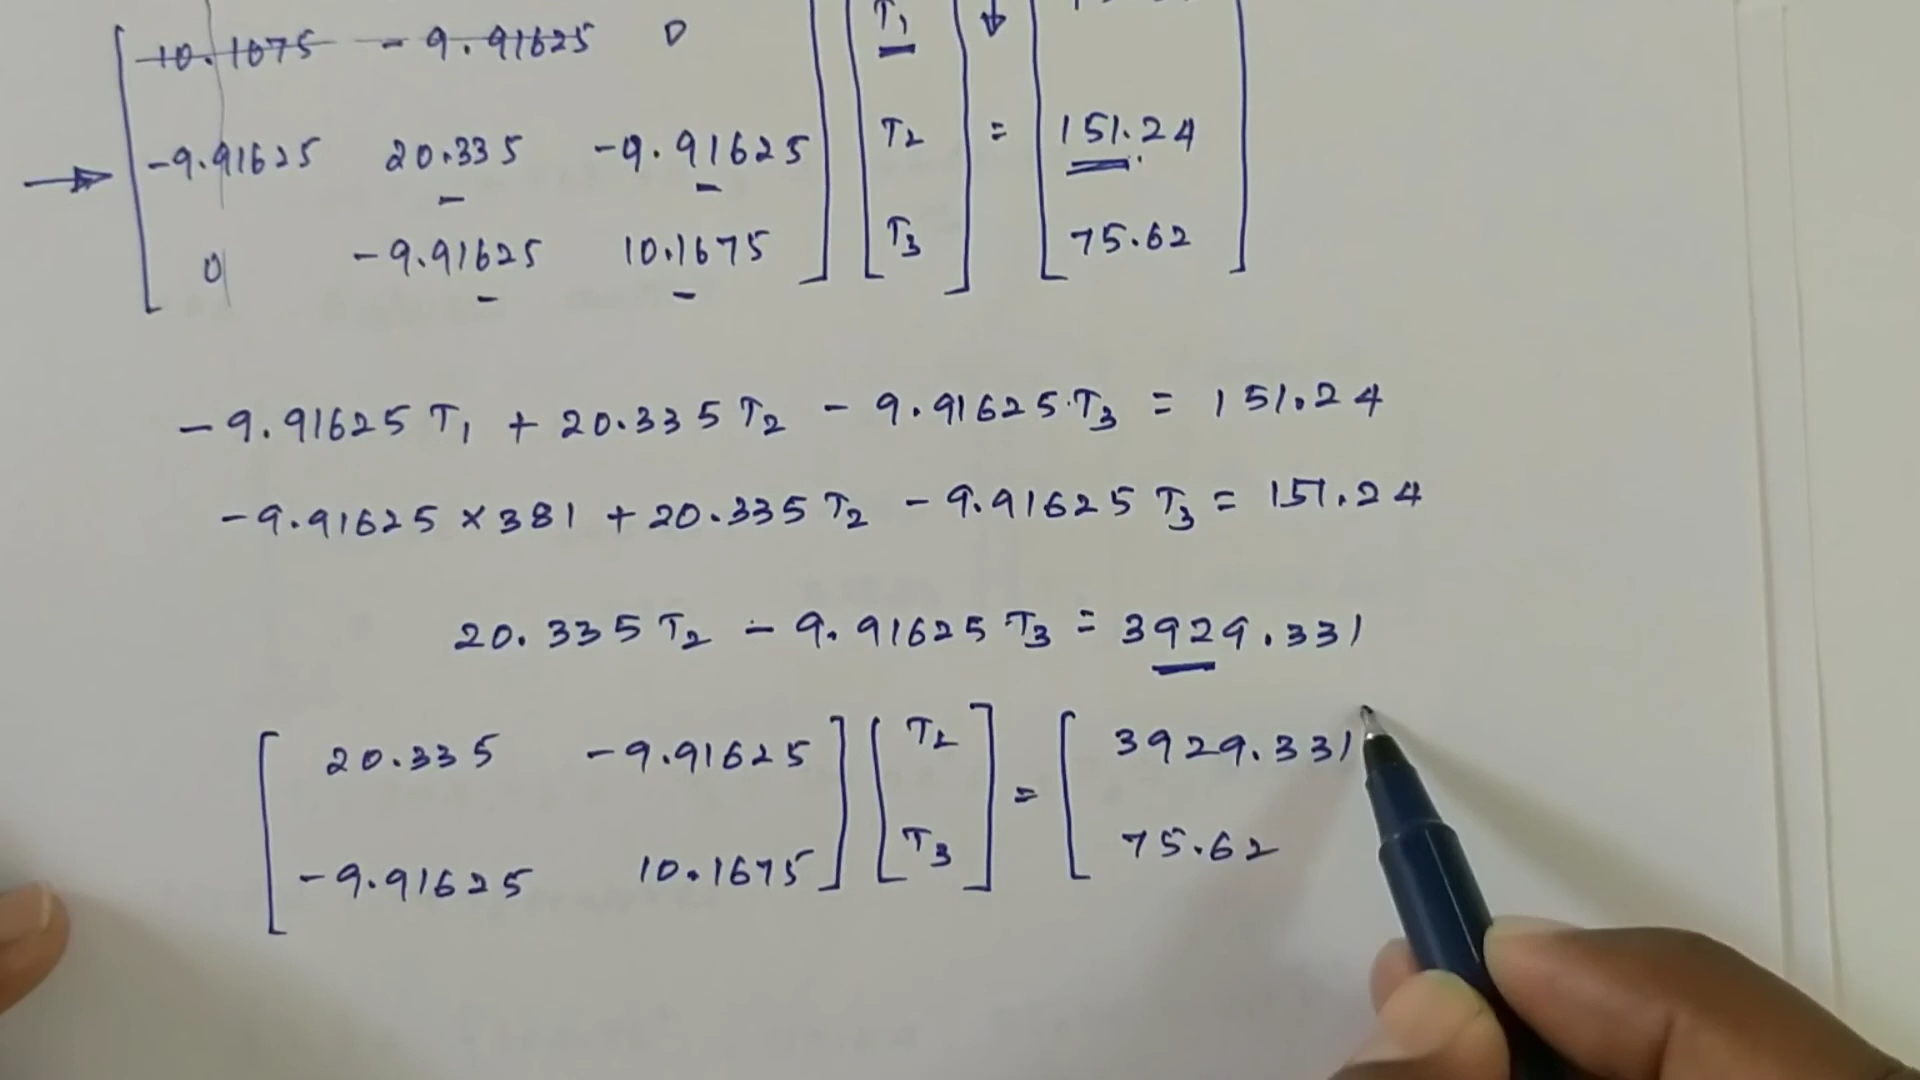 10.1675 - 9.91625 0 T1
-9.91625 20.335 -9.91625 T2 = 151.24
0 -9.91625 10.1675 T3 75.62
-9.91625 T1 + 20.335 T2 - 9.91625 T3 = 151.24
-9.91625 × 381 + 20.335 T2 - 9.91625 T3 = 151.24
20.335 T2 - 9.91625 T3 = 3929.331
20.335 -9.91625 T2 = 3929.331
-9.91625 10.1675 T3 75.62